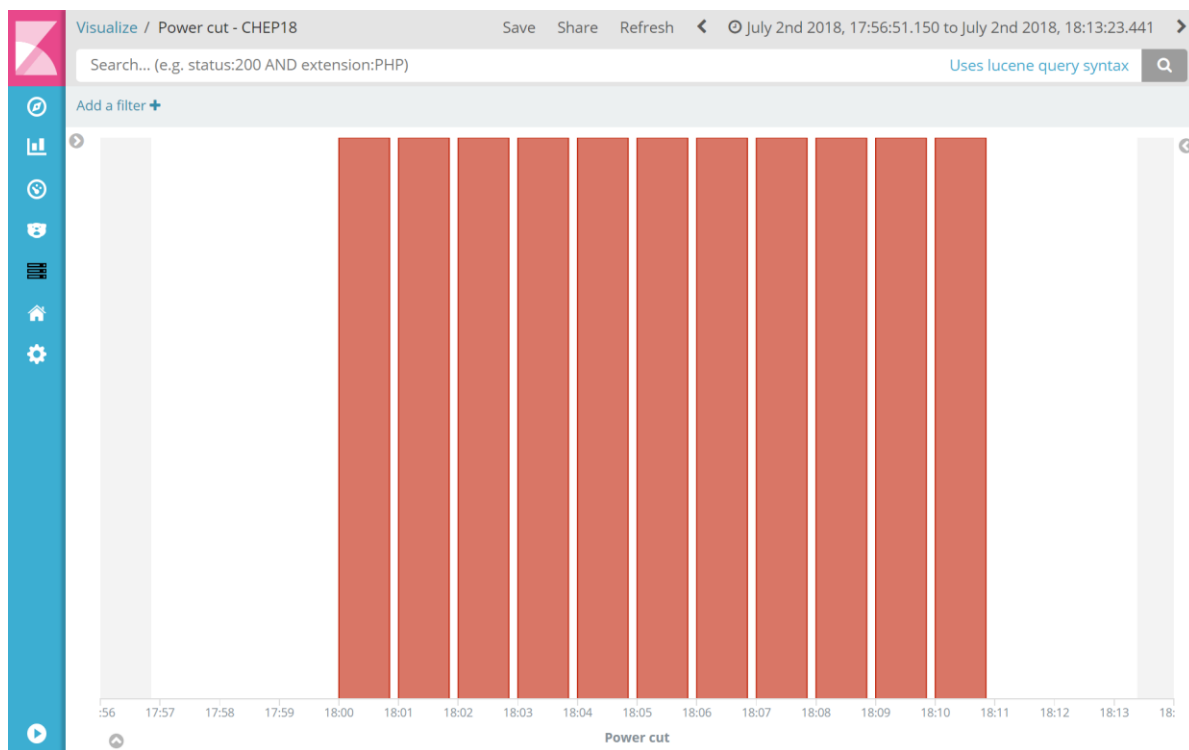 Visualize / Power cut - CHEP18 Save Share Refresh July 2nd 2018, 17:56:51.150 to July 2nd 2018, 18:13:23.441
Search... (e.g. status:200 AND extension:PHP) Uses lucene query syntax
Add a filter +
:56 17:57 17:58 17:59 18:00 18:01 18:02 18:03 18:04 18:05 18:06 18:07 18:08 18:09 18:10 18:11 18:12 18:13 18:
Power cut